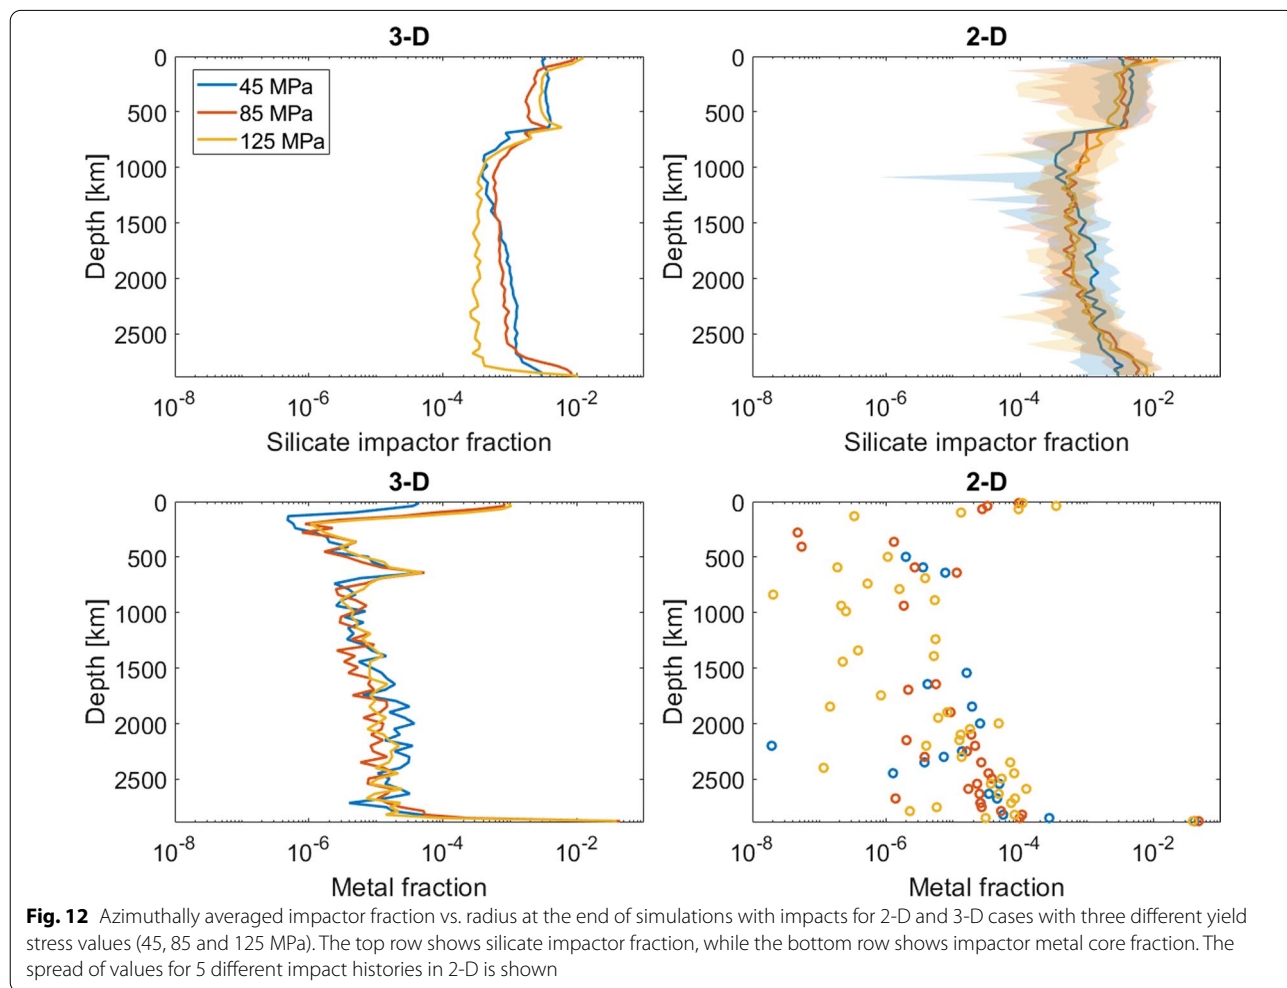 3-D
0
500
1000
1500
2000
2500
Depth [km]
45 MPa
85 MPa
125 MPa
10-8
10-6
10-4
10-2
Silicate impactor fraction
2-D
0
500
1000
1500
2000
2500
Depth [km]
10-8
10-6
10-4
10-2
Silicate impactor fraction
3-D
0
500
1000
1500
2000
2500
Depth [km]
10-8
10-6
10-4
10-2
Metal fraction
2-D
0
500
1000
1500
2000
2500
Depth [km]
10-8
10-6
10-4
10-2
Metal fraction
Fig. 12 Azimuthally averaged impactor fraction vs. radius at the end of simulations with impacts for 2-D and 3-D cases with three different yield
stress values (45, 85 and 125 MPa). The top row shows silicate impactor fraction, while the bottom row shows impactor metal core fraction. The
spread of values for 5 different impact histories in 2-D is shown